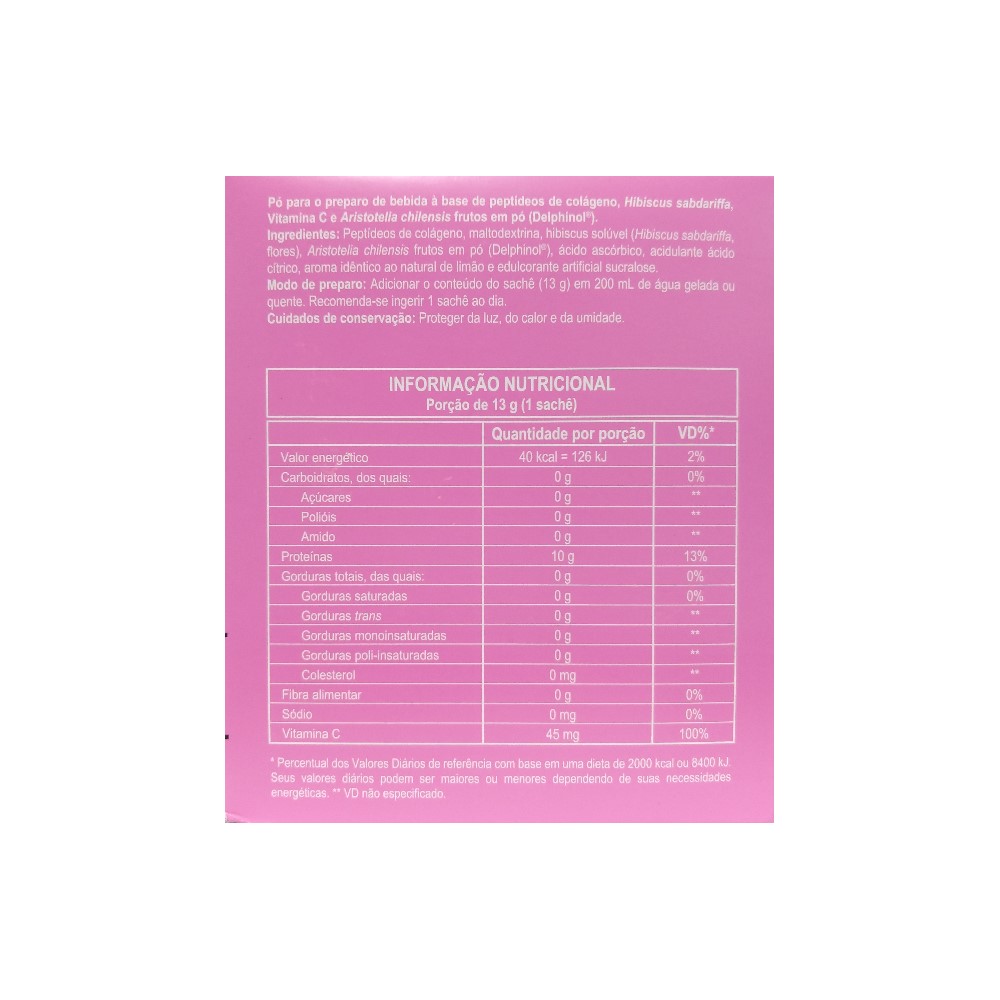 Pó para o preparo de bebida à base de peptídeos de colágeno, Hibiscus sabdariffa,
Vitamina C e Aristotelia chilensis frutos em pó (Delphinol®).
Ingredientes: Peptídeos de colágeno, maltodextrina, hibiscus solúvel (Hibiscus sabdariffa,
flores), Aristotelia chilensis frutos em pó (Delphinol®), ácido ascórbico, acidulante ácido
cítrico, aroma idêntico ao natural de limão e edulcorante artificial sucralose.
Modo de preparo: Adicionar o conteúdo do sachê (13 g) em 200 mL de água gelada ou
quente. Recomenda-se ingerir 1 sachê ao dia.
Cuidados de conservação: Proteger da luz, do calor e da umidade.
INFORMAÇÃO NUTRICIONAL
Porção de 13 g (1 sachê)
Quantidade por porção VD%*
Valor energético 40 kcal = 126 kJ 2%
Carboidratos, dos quais: 0 g 0%
Açúcares 0 g **
Polióis 0 g **
Amido 0 g **
Proteínas 10 g 13%
Gorduras totais, das quais: 0 g 0%
Gorduras saturadas 0 g 0%
Gorduras trans 0 g **
Gorduras monoinsaturadas 0 g **
Gorduras poli-insaturadas 0 g **
Colesterol 0 mg **
Fibra alimentar 0 g 0%
Sódio 0 mg 0%
Vitamina C 45 mg 100%
* Percentual dos Valores Diários de referência com base em uma dieta de 2000 kcal ou 8400 kJ.
Seus valores diários podem ser maiores ou menores dependendo de suas necessidades
energéticas. ** VD não especificado.